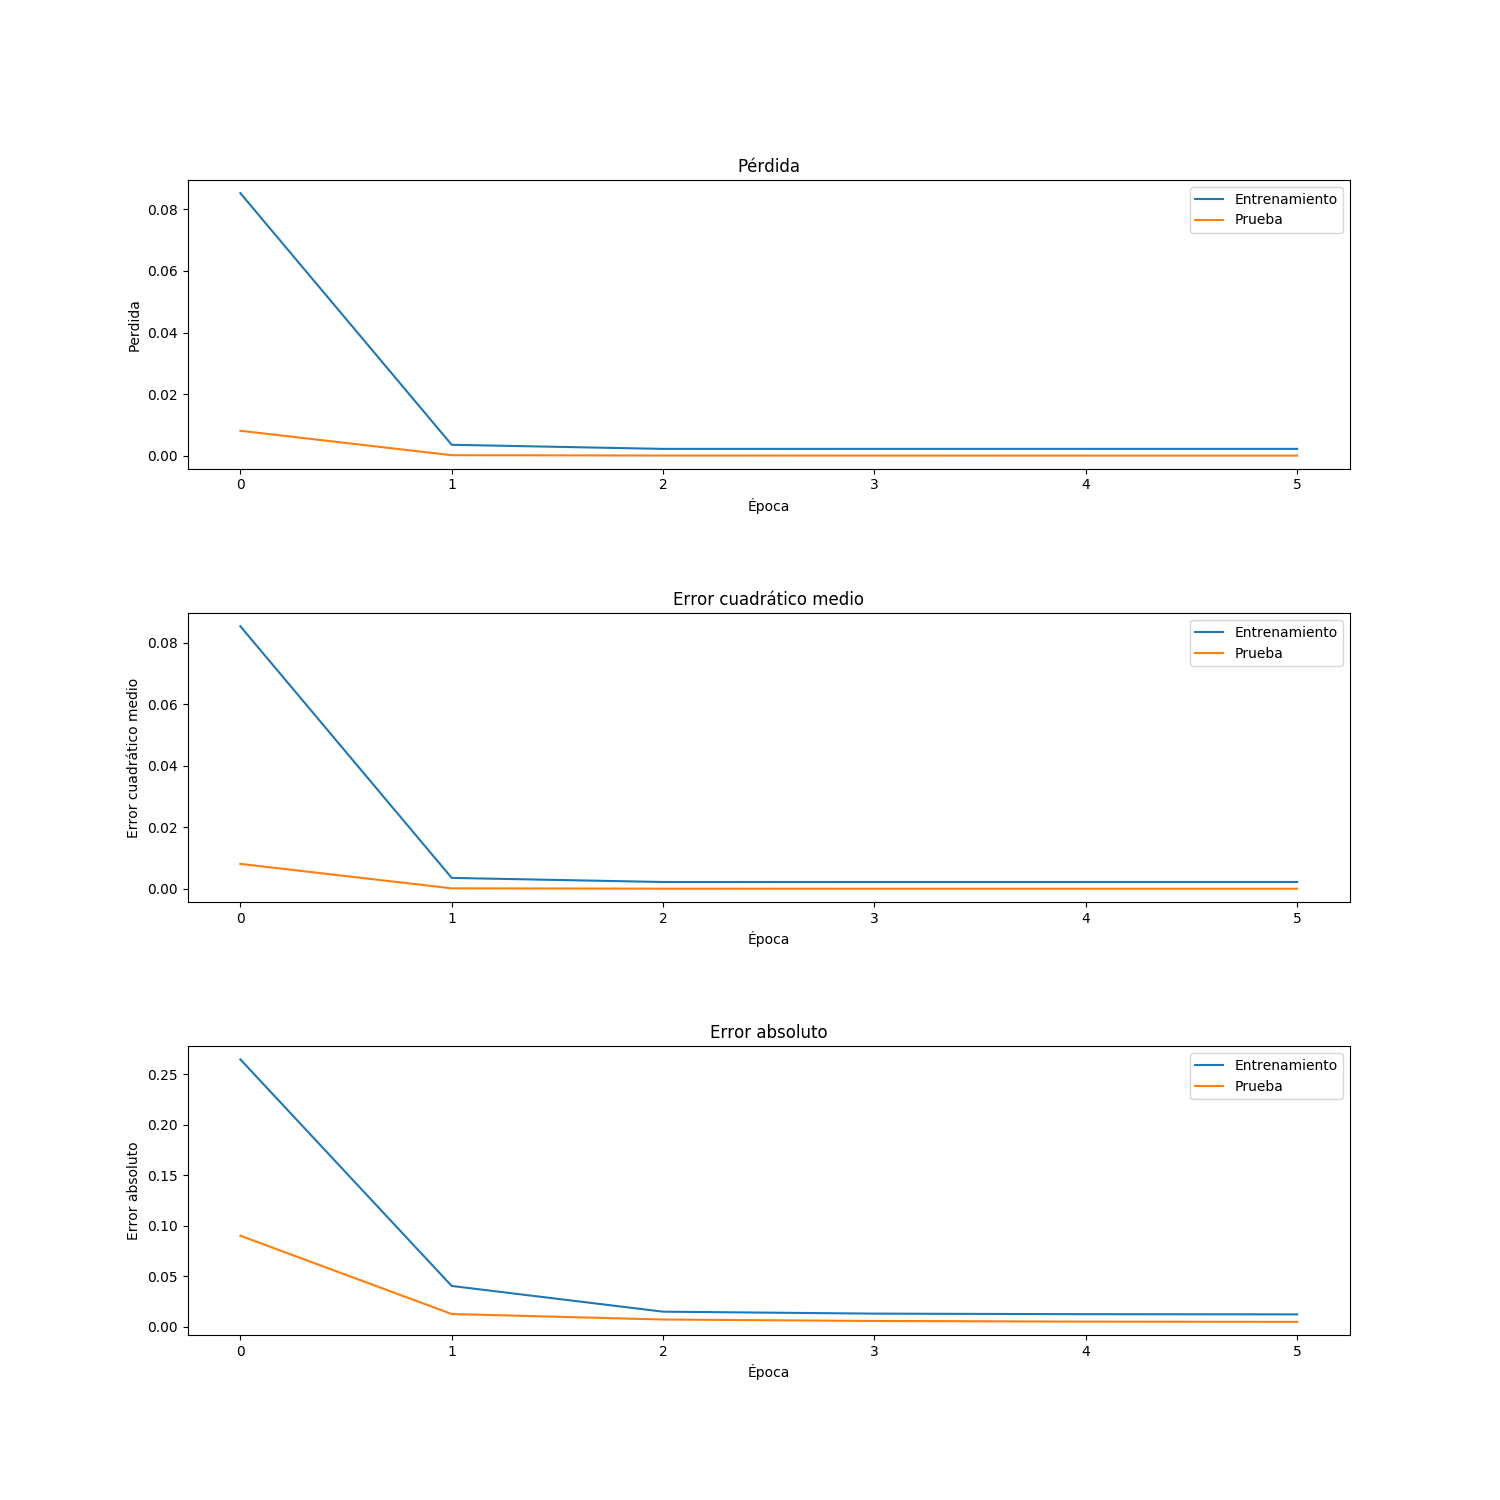 Pérdida
Perdida
0.08
0.06
0.04
0.02
0.00
Entrenamiento
Prueba
0 1 2 3 4 5
Época
Error cuadrático medio
Error cuadrático medio
0.08
0.06
0.04
0.02
0.00
Entrenamiento
Prueba
0 1 2 3 4 5
Época
Error absoluto
Error absoluto
0.25
0.20
0.15
0.10
0.05
0.00
Entrenamiento
Prueba
0 1 2 3 4 5
Época